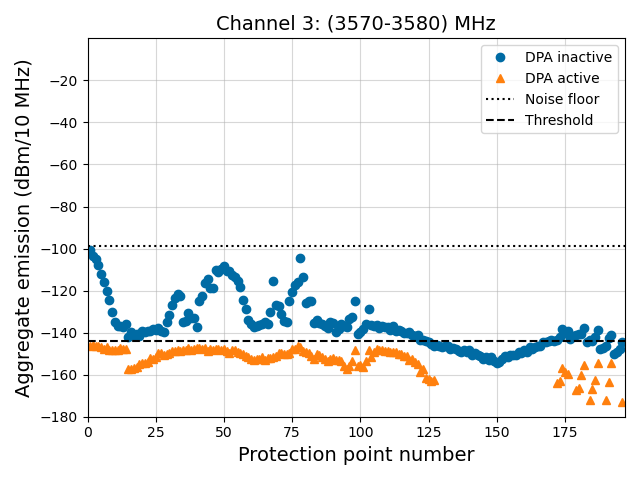 Channel 3: (3570-3580) MHz
DPA inactive
DPA active
Noise floor
Threshold
Aggregate emission (dBm/10 MHz)
−20
−40
−60
−80
−100
−120
−140
−160
−180
0
25
50
75
100
125
150
175
Protection point number